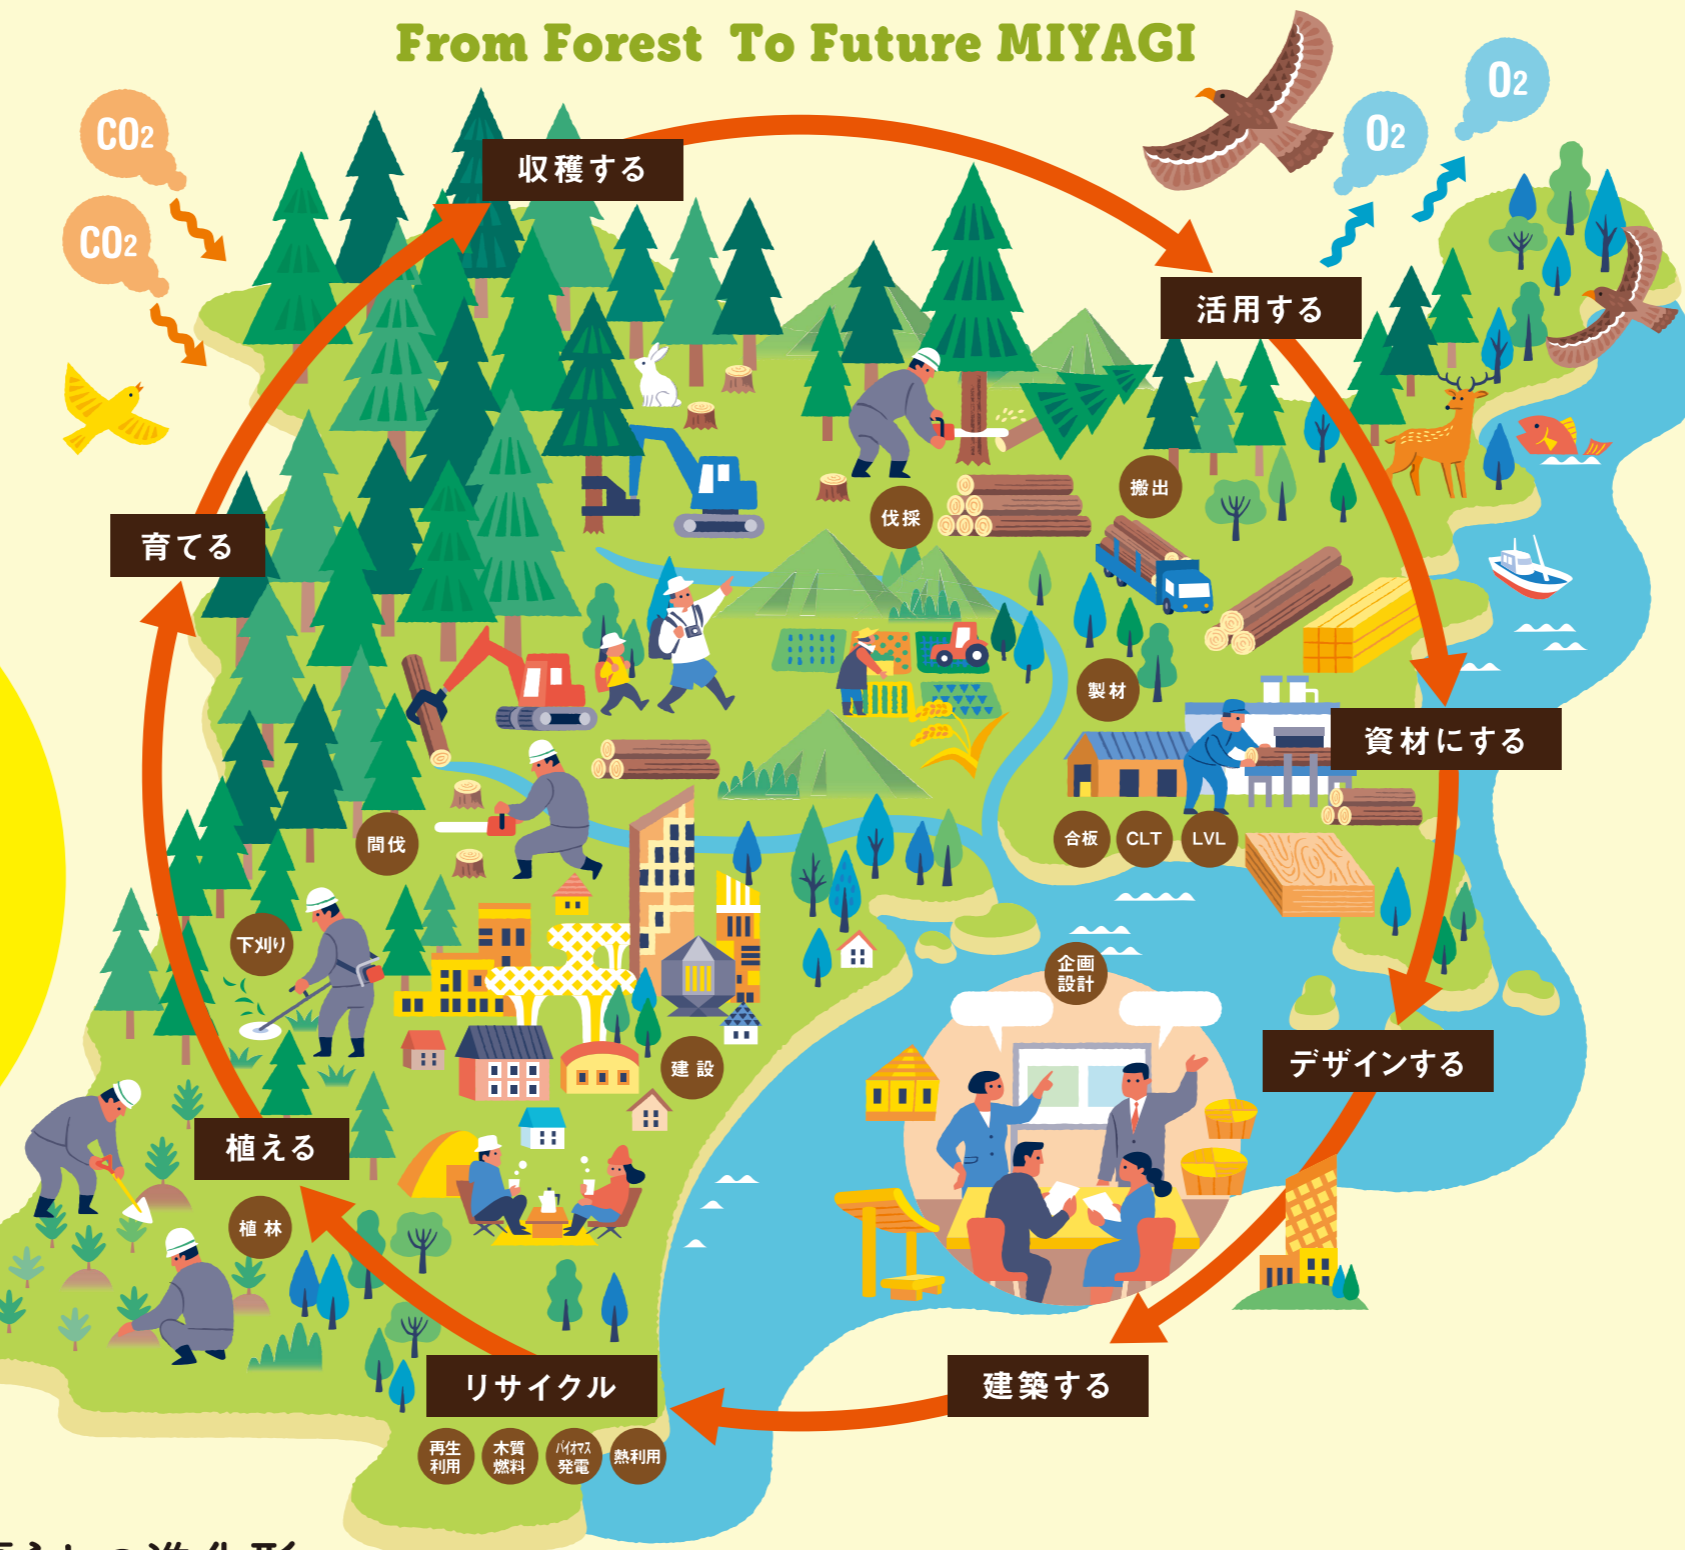 From Forest To Future MIYAGI
CO2
CO2
O2
O2
収穫する
活用する
育てる
伐採
搬出
製材
資材にする
合板
CLT
LVL
間伐
下刈り
企画
設計
デザインする
建設
植える
植林
建築する
リサイクル
再生
利用
木質
燃料
バイオマス
発電
熱利用
の進化形